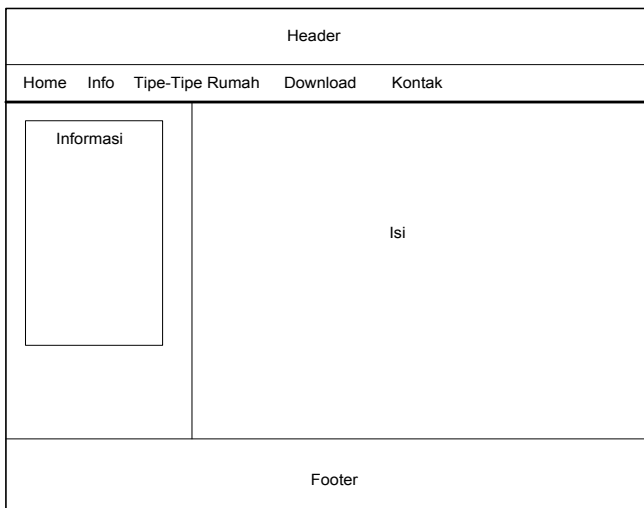 Header
Home Info Tipe-Tipe Rumah Download Kontak
Informasi
Isi
Footer